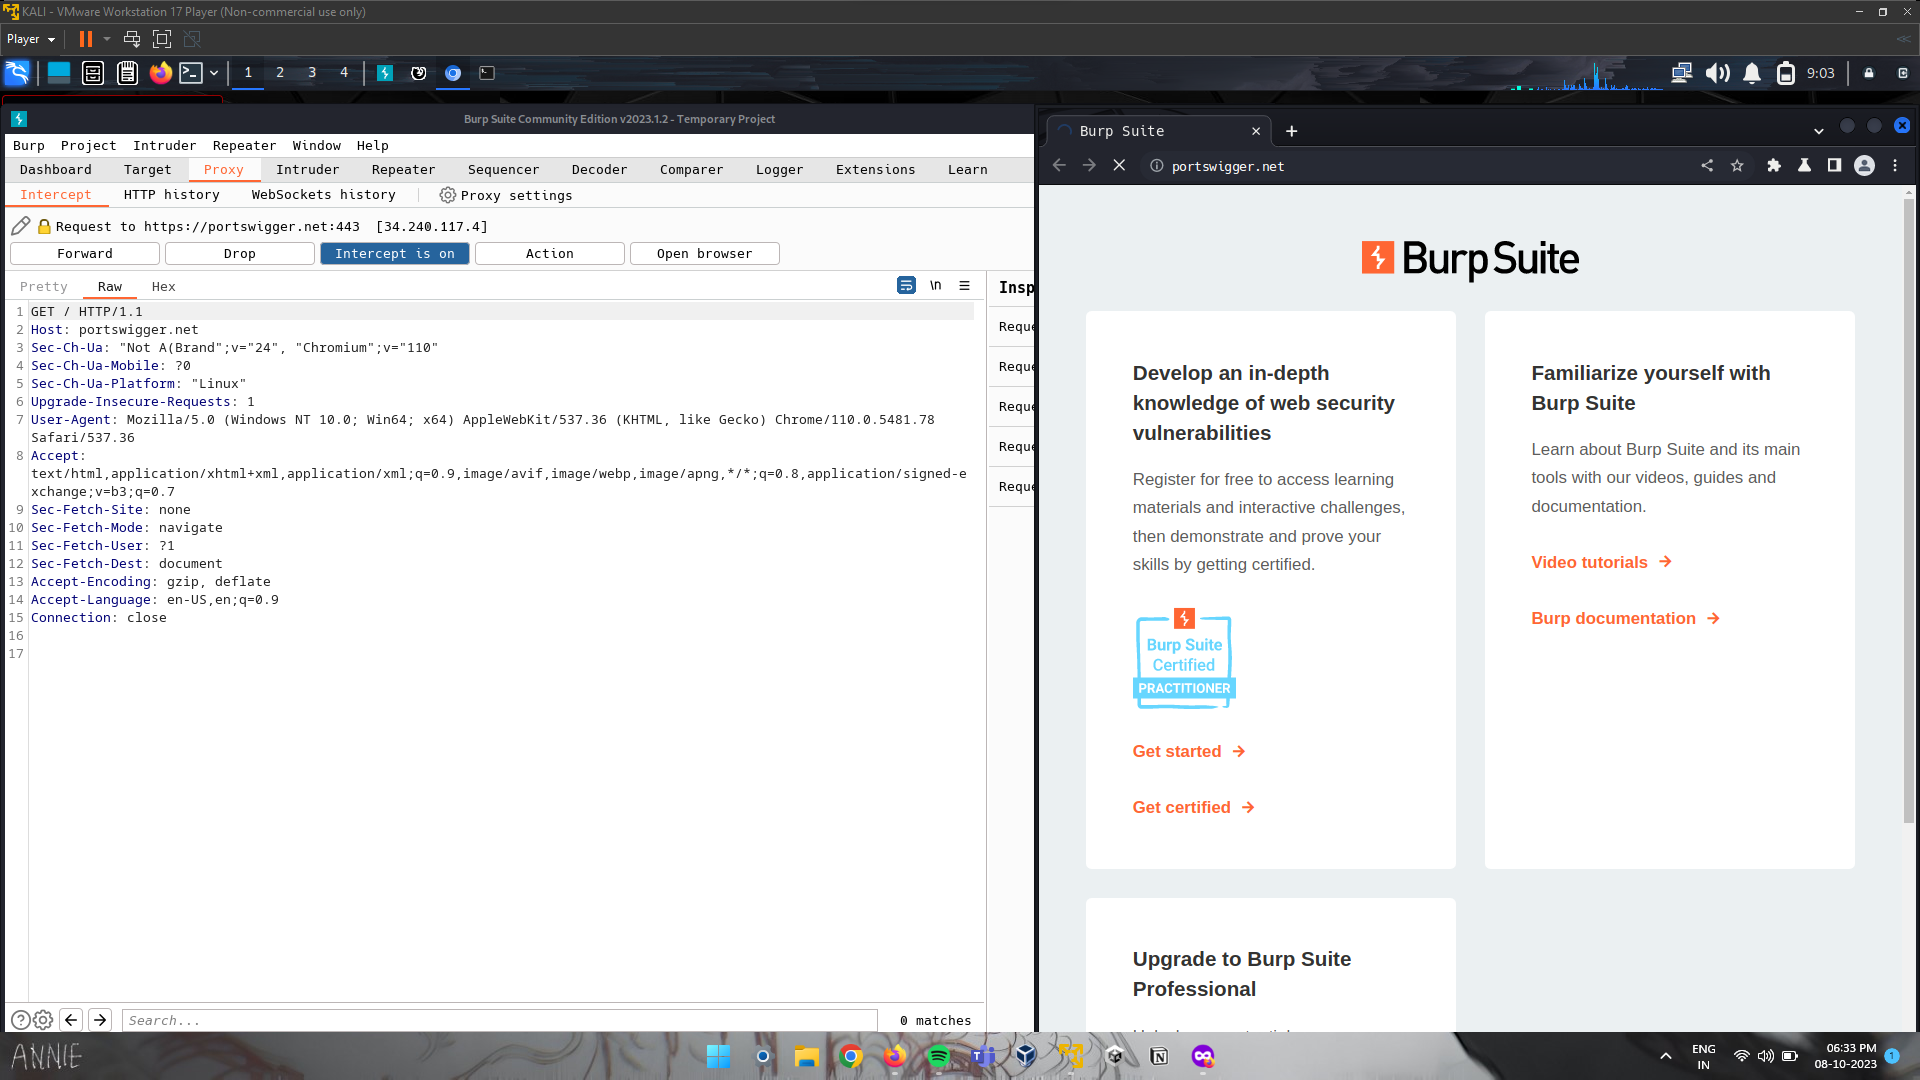 KALI - VMware Workstation 17 Player (Non-commercial use only)
Player
1 2 3 4
9:03
Burp Suite Community Edition v2023.1.2 - Temporary Project
Burp Project Intruder Repeater Window Help
Dashboard Target Proxy Intruder Repeater Sequencer Decoder Comparer Logger Extensions Learn
Intercept HTTP history WebSockets history Proxy settings
Request to https://portswigger.net:443 [34.240.117.4]
Forward Drop Intercept is on Action Open browser
Pretty Raw Hex \n
Insp
1 GET / HTTP/1.1
2 Host: portswigger.net
3 Sec-Ch-Ua: "Not A(Brand";v="24", "Chromium";v="110"
4 Sec-Ch-Ua-Mobile: ?0
5 Sec-Ch-Ua-Platform: "Linux"
6 Upgrade-Insecure-Requests: 1
7 User-Agent: Mozilla/5.0 (Windows NT 10.0; Win64; x64) AppleWebKit/537.36 (KHTML, like Gecko) Chrome/110.0.5481.78
Safari/537.36
8 Accept:
text/html,application/xhtml+xml,application/xml;q=0.9,image/avif,image/webp,image/apng,*/*;q=0.8,application/signed-e
xchange;v=b3;q=0.7
9 Sec-Fetch-Site: none
10 Sec-Fetch-Mode: navigate
11 Sec-Fetch-User: ?1
12 Sec-Fetch-Dest: document
13 Accept-Encoding: gzip, deflate
14 Accept-Language: en-US,en;q=0.9
15 Connection: close
16
17
Reque
Reque
Reque
Reque
Reque
Search...
0 matches
Burp Suite
portswigger.net
Burp Suite
Develop an in-depth
knowledge of web security
vulnerabilities
Register for free to access learning
materials and interactive challenges,
then demonstrate and prove your
skills by getting certified.
Burp Suite
Certified
PRACTITIONER
Get started
Get certified
Familiarize yourself with
Burp Suite
Learn about Burp Suite and its main
tools with our videos, guides and
documentation.
Video tutorials
Burp documentation
Upgrade to Burp Suite
Professional
ANNIE
ENG
IN
06:33 PM
08-10-2023
1